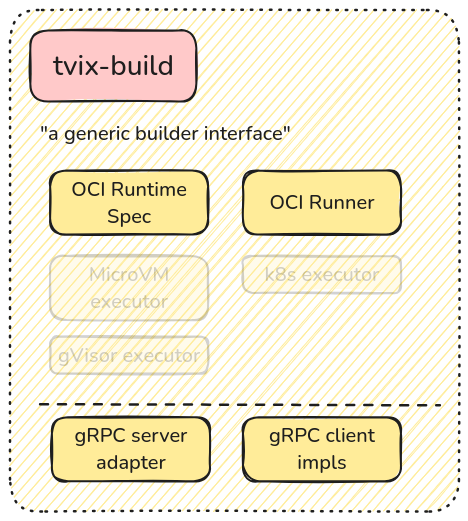 tvix-build
"a generic builder interface"
OCI Runtime
Spec
OCI Runner
MicroVM
executor
k8s executor
gVisor executor
gRPC server
adapter
gRPC client
impls